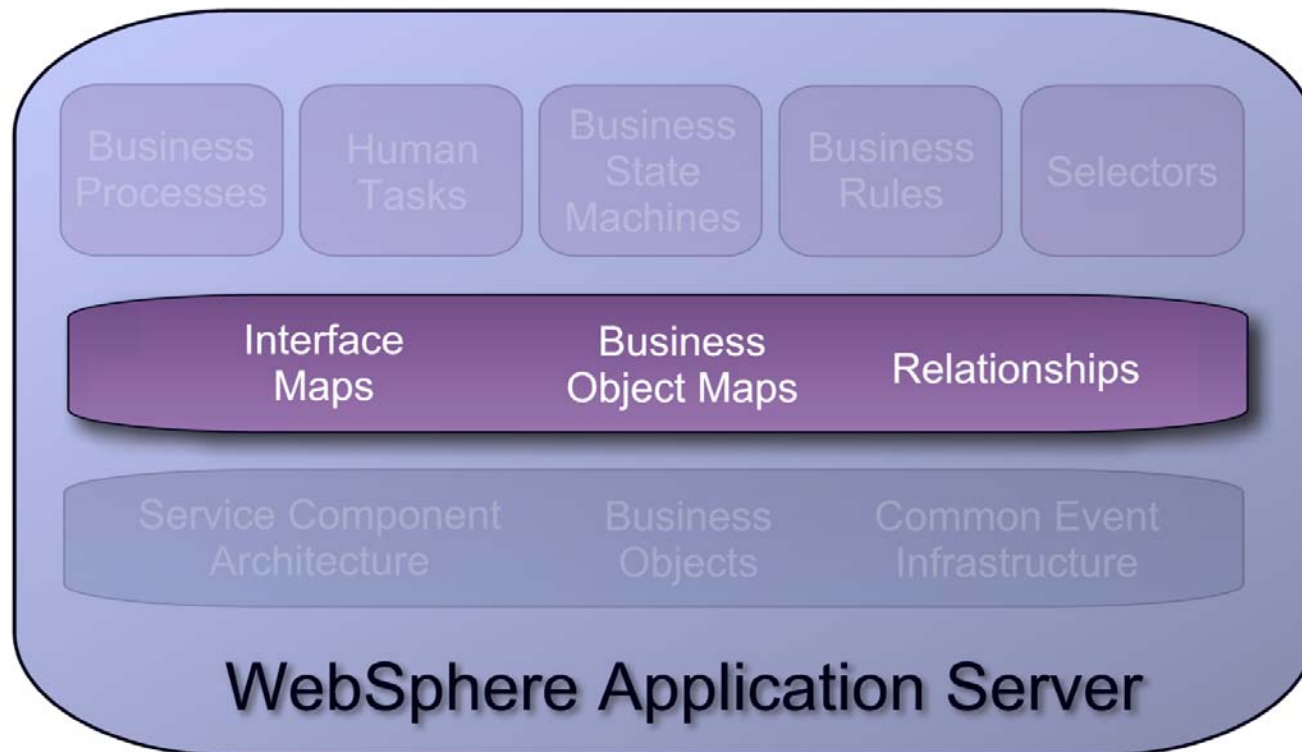 Business
Processes
Human
Tasks
Business
State
Machines
Business
Rules
Selectors
Interface
Maps
Business
Object Maps
Relationships
Service Component
Architecture
Business
Objects
Common Event
Infrastructure
WebSphere Application Server